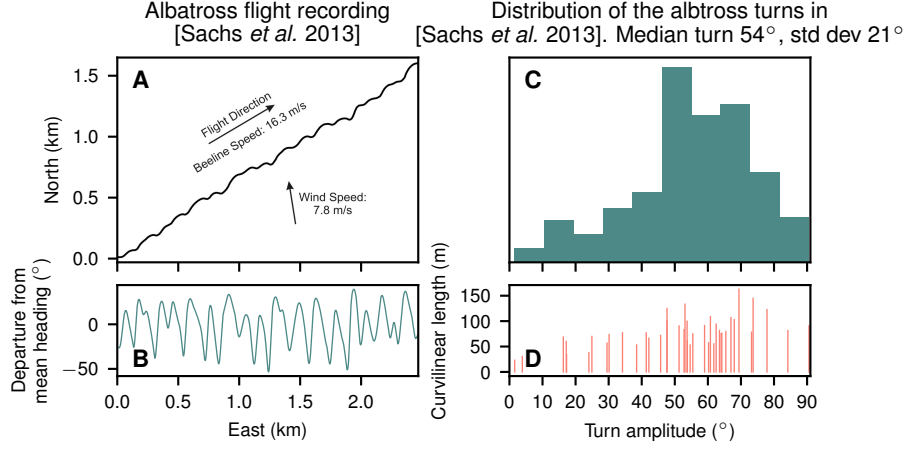 Albatross flight recording
[Sachs et al. 2013]
Distribution of the albtross turns in
[Sachs et al. 2013]. Median turn 54°, std dev 21°
A
1.5
1.0
0.5
0.0
North (km)
Flight Direction
Beeline Speed: 16.3 m/s
Wind Speed:
7.8 m/s
C
B
0
−50
Departure from
mean heading (°)
0.0 0.5 1.0 1.5 2.0
East (km)
D
150
100
50
0
Curvilinear length (m)
0 10 20 30 40 50 60 70 80 90
Turn amplitude (°)